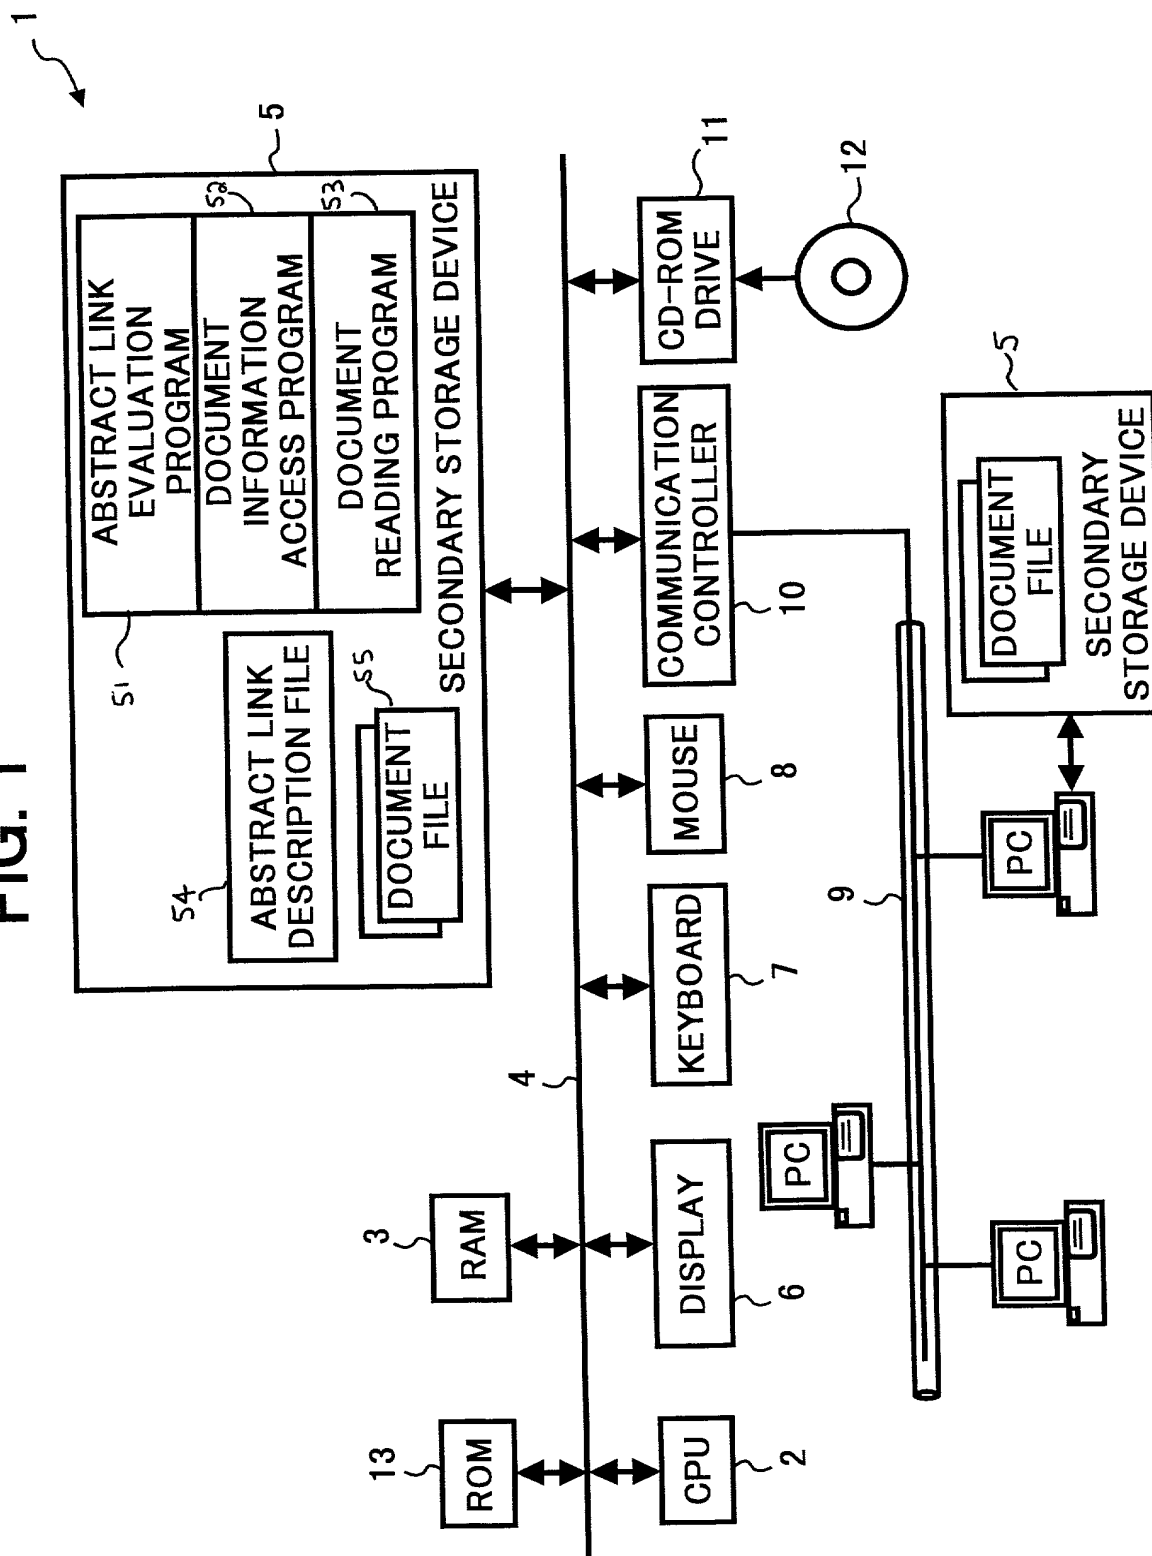 FIG. 1
1
5
52
53
ABSTRACT LINK
EVALUATION
PROGRAM
DOCUMENT
INFORMATION
ACCESS PROGRAM
DOCUMENT
READING PROGRAM
51
SECONDARY STORAGE DEVICE
54
ABSTRACT LINK
DESCRIPTION FILE
55
DOCUMENT
FILE
13
ROM
3
RAM
4
CPU
2
DISPLAY
6
KEYBOARD
7
MOUSE
8
COMMUNICATION
CONTROLLER
10
CD-ROM
DRIVE
11
12
9
PC
PC
PC
5
DOCUMENT
FILE
SECONDARY
STORAGE DEVICE